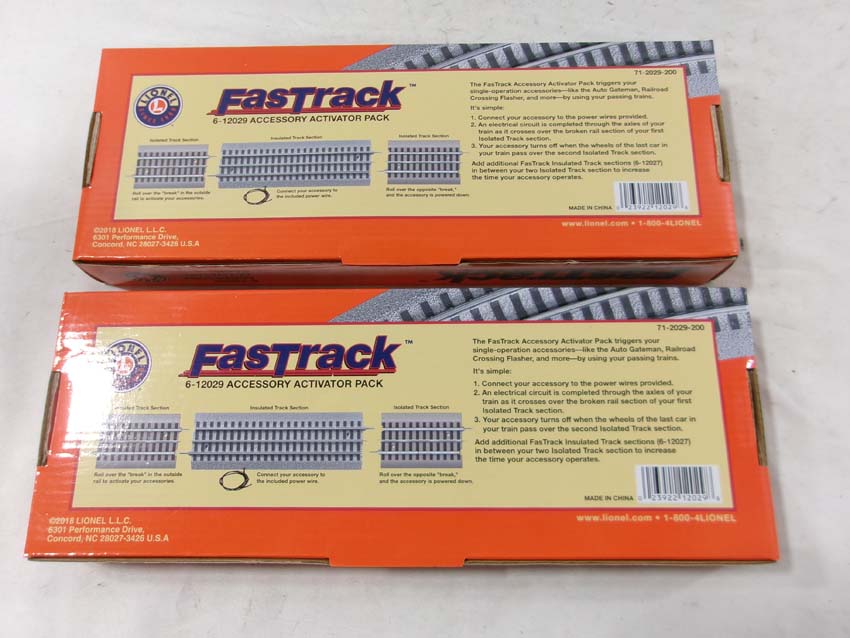 LIONEL
71-2029-200
FASTRACK™
6-12029 ACCESSORY ACTIVATOR PACK
Isolated Track Section
Insulated Track Section
Isolated Track Section
Roll over the "break" in the outside
rail to activate your accessories.
Connect your accessory to
the included power wire.
Roll over the opposite "break,"
and the accessory is powered down.
The FasTrack Accessory Activator Pack triggers your
single-operation accessories—like the Auto Gateman, Railroad
Crossing Flasher, and more—by using your passing trains.
It's simple:
1. Connect your accessory to the power wires provided.
2. An electrical circuit is completed through the axles of your
train as it crosses over the broken rail section of your first
Isolated Track section.
3. Your accessory turns off when the wheels of the last car in
your train pass over the second Isolated Track section.
Add additional FasTrack Insulated Track sections (6-12027)
in between your two Isolated Track section to increase
the time your accessory operates.
MADE IN CHINA
0 23922 12029 8
©2018 LIONEL L.L.C.
6301 Performance Drive,
Concord, NC 28027-3426 U.S.A
www.lionel.com • 1-800-4LIONEL
LIONEL
71-2029-200
FASTRACK™
6-12029 ACCESSORY ACTIVATOR PACK
Isolated Track Section
Insulated Track Section
Isolated Track Section
Roll over the "break" in the outside
rail to activate your accessories.
Connect your accessory to
the included power wire.
Roll over the opposite "break,"
and the accessory is powered down.
The FasTrack Accessory Activator Pack triggers your
single-operation accessories—like the Auto Gateman, Railroad
Crossing Flasher, and more—by using your passing trains.
It's simple:
1. Connect your accessory to the power wires provided.
2. An electrical circuit is completed through the axles of your
train as it crosses over the broken rail section of your first
Isolated Track section.
3. Your accessory turns off when the wheels of the last car in
your train pass over the second Isolated Track section.
Add additional FasTrack Insulated Track sections (6-12027)
in between your two Isolated Track section to increase
the time your accessory operates.
MADE IN CHINA
0 23922 12029 8
©2018 LIONEL L.L.C.
6301 Performance Drive,
Concord, NC 28027-3426 U.S.A
www.lionel.com • 1-800-4LIONEL